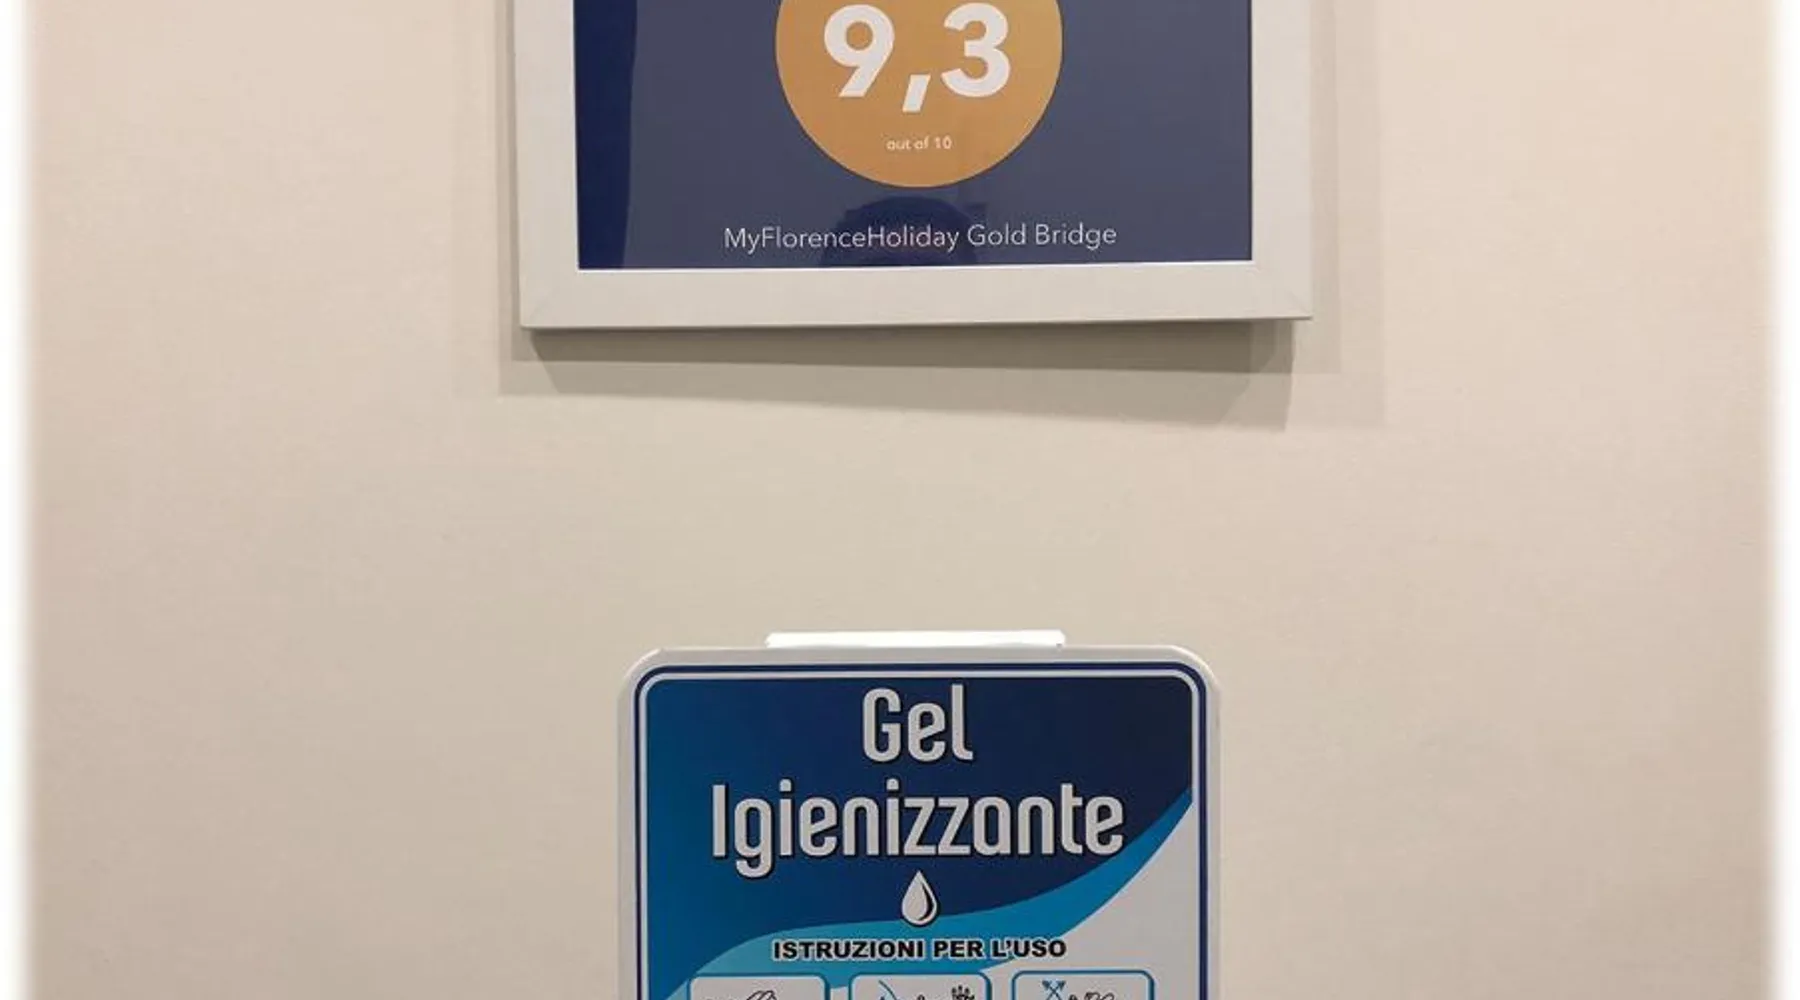 9,3
out of 10
MyFlorenceHoliday Gold Bridge
Gel
Igienizzante
ISTRUZIONI PER L'USO